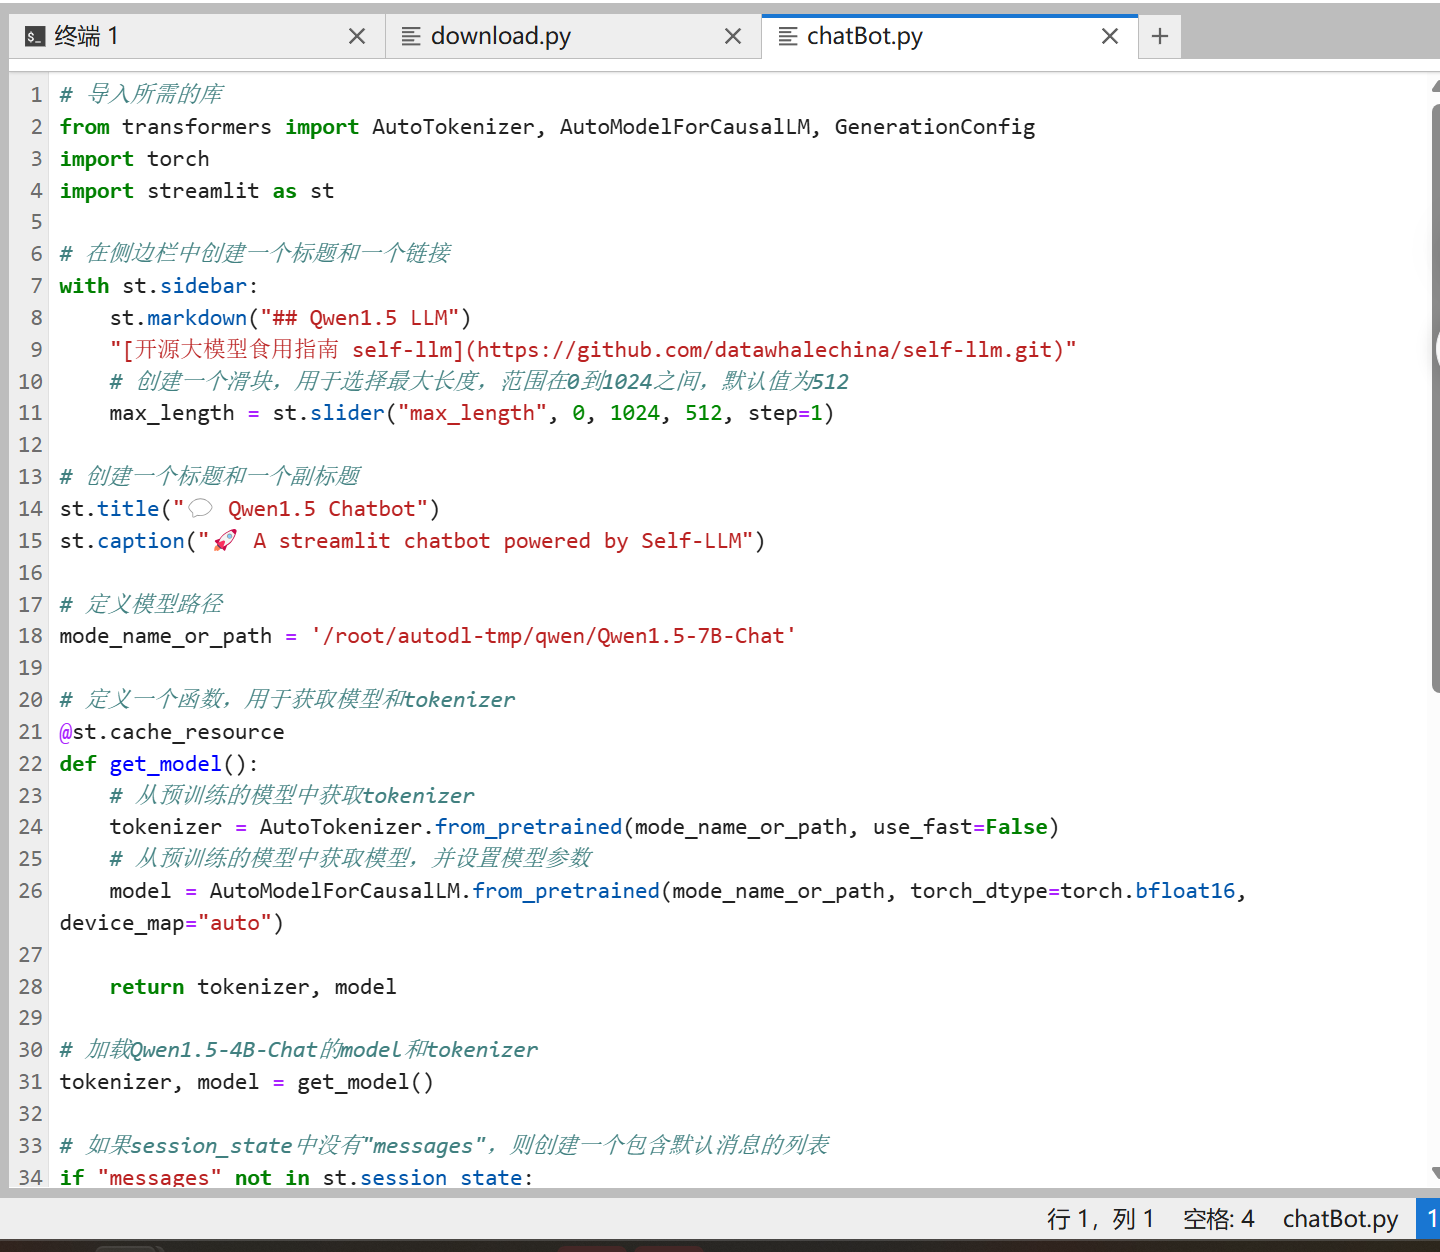 终端 1
download.py
chatBot.py
1 # 导入所需的库
2 from transformers import AutoTokenizer, AutoModelForCausalLM, GenerationConfig
3 import torch
4 import streamlit as st
5
6 # 在侧边栏中创建一个标题和一个链接
7 with st.sidebar:
8     st.markdown("## Qwen1.5 LLM")
9     "[开源大模型食用指南 self-llm](https://github.com/datawhalechina/self-llm.git)"
10     # 创建一个滑块，用于选择最大长度，范围在0到1024之间，默认值为512
11     max_length = st.slider("max_length", 0, 1024, 512, step=1)
12
13 # 创建一个标题和一个副标题
14 st.title("💬 Qwen1.5 Chatbot")
15 st.caption("🚀 A streamlit chatbot powered by Self-LLM")
16
17 # 定义模型路径
18 mode_name_or_path = '/root/autodl-tmp/qwen/Qwen1.5-7B-Chat'
19
20 # 定义一个函数，用于获取模型和tokenizer
21 @st.cache_resource
22 def get_model():
23     # 从预训练的模型中获取tokenizer
24     tokenizer = AutoTokenizer.from_pretrained(mode_name_or_path, use_fast=False)
25     # 从预训练的模型中获取模型，并设置模型参数
26     model = AutoModelForCausalLM.from_pretrained(mode_name_or_path, torch_dtype=torch.bfloat16,
device_map="auto")
27
28     return tokenizer, model
29
30 # 加载Qwen1.5-4B-Chat的model和tokenizer
31 tokenizer, model = get_model()
32
33 # 如果session_state中没有"messages"，则创建一个包含默认消息的列表
34 if "messages" not in st.session_state:
行 1，列 1 空格: 4 chatBot.py 1